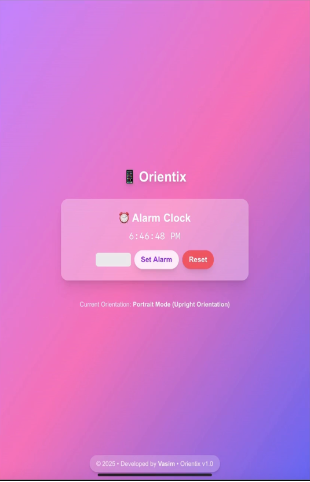 📱 Orientix
⏰ Alarm Clock
6:46:48 PM
Set Alarm Reset
Current Orientation: Portrait Mode (Upright Orientation)
© 2025 • Developed by Vasim • Orientix v1.0